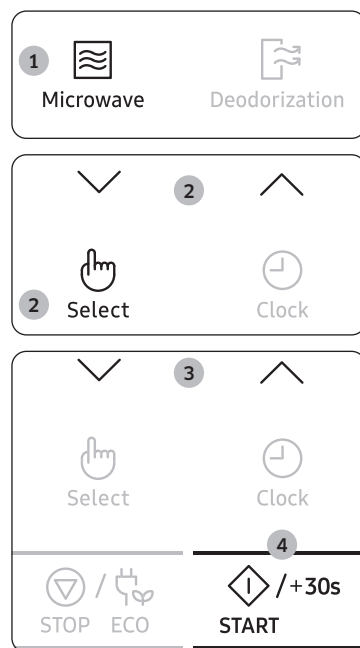 1
Microwave Deodorization
2
2 Select Clock
3
Select Clock
4
/ / +30s
STOP ECO START